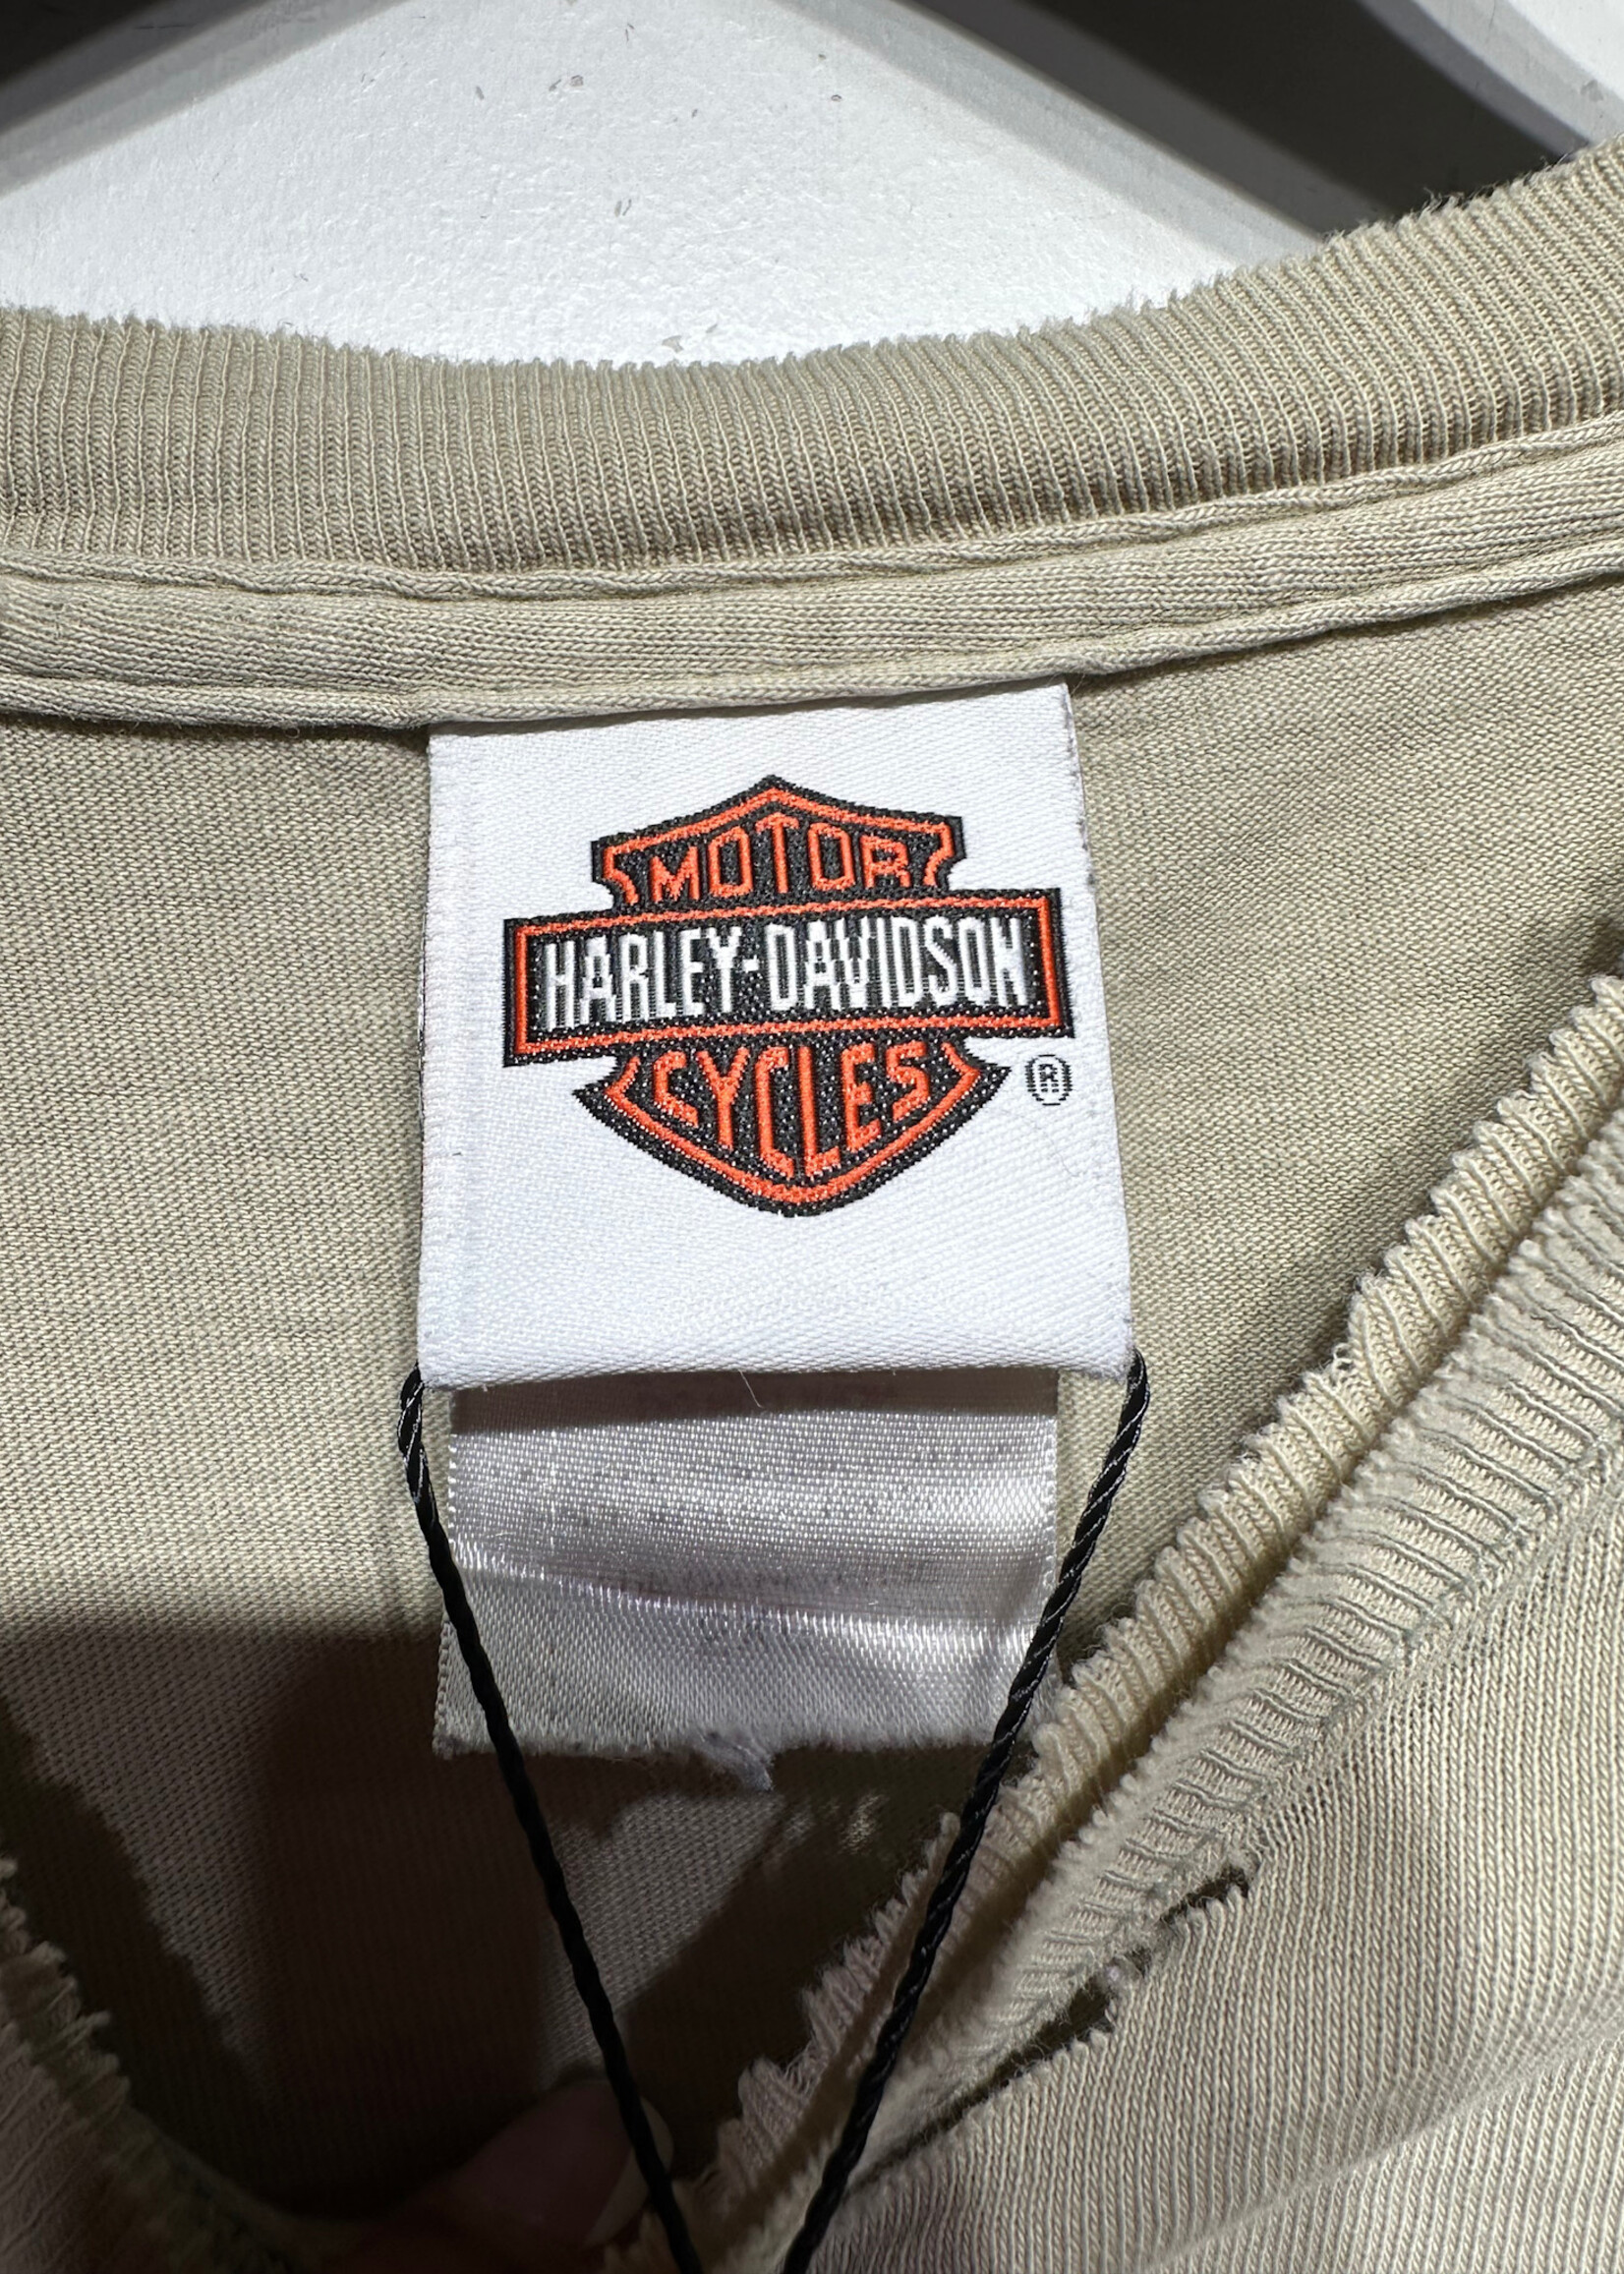 MOTOR
HARLEY-DAVIDSON
CYCLES
®